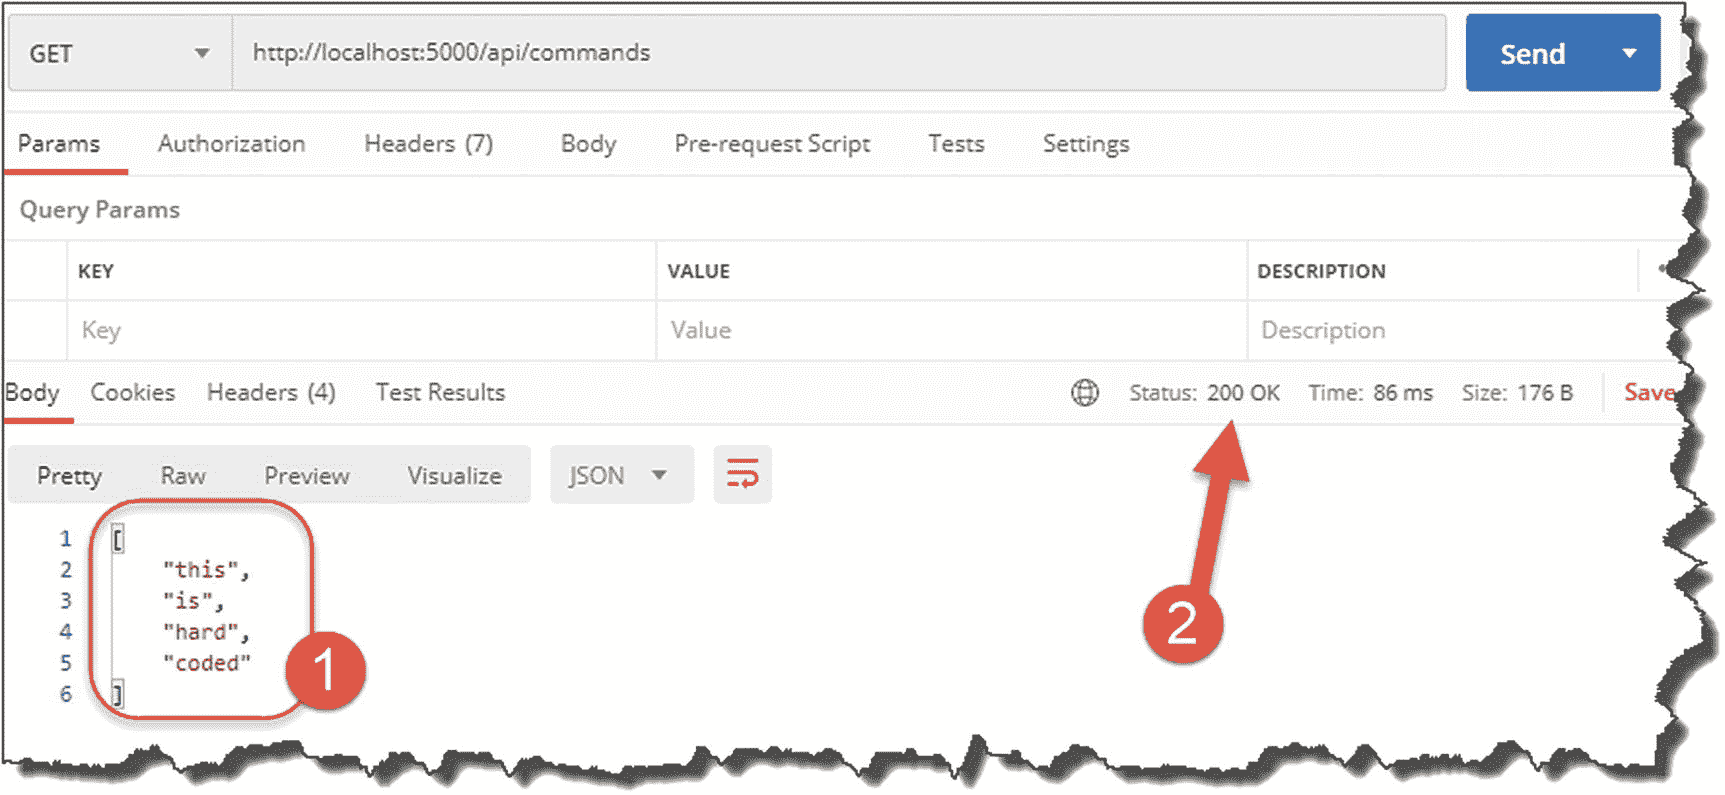 GET http://localhost:5000/api/commands Send
Params Authorization Headers (7) Body Pre-request Script Tests Settings
Query Params
KEY VALUE DESCRIPTION
Key Value Description
Body Cookies Headers (4) Test Results Status: 200 OK Time: 86 ms Size: 176 B Save
Pretty Raw Preview Visualize JSON
1 [
2 "this",
3 "is",
4 "hard",
5 "coded"
6 ]
1
2